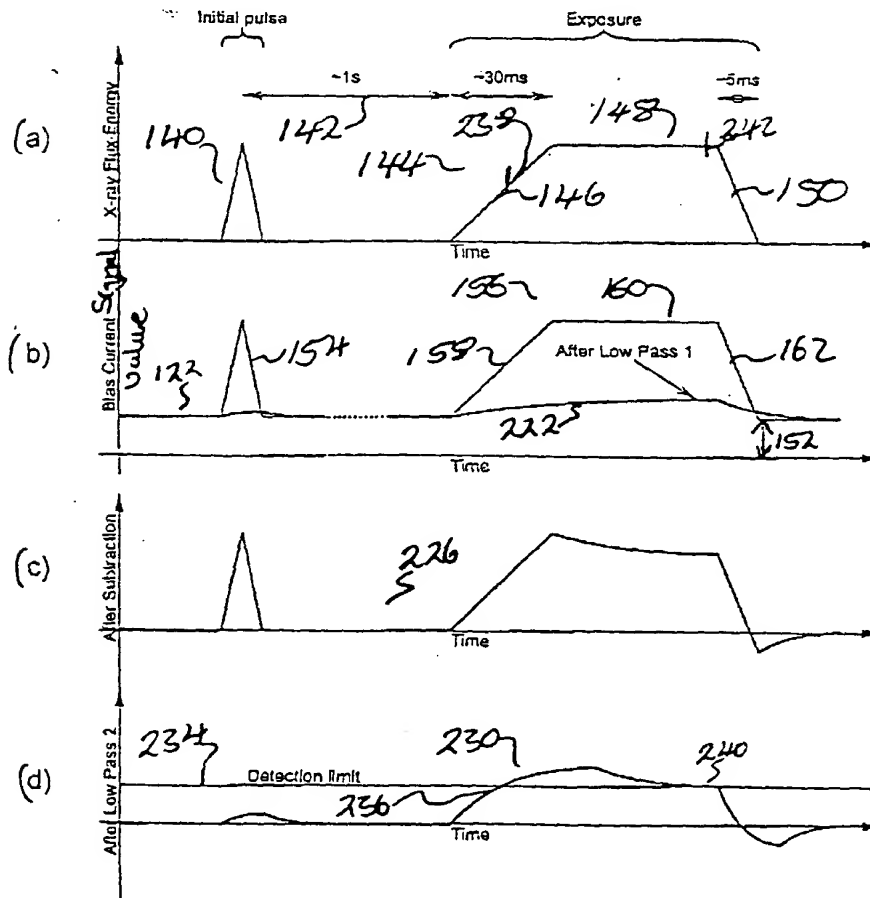 Initial pulsa
Exposure
~1s
~30ms
~5ms
(a)
X-ray Flux-Energy
140
142
144
238
146
148
242
150
Time
(b)
Bias Current
Signal
value
122
154
156
158
160
After Low Pass 1
162
222
152
Time
(c)
After Subtraction
226
Time
(d)
After Low Pass 2
234
Detection limit
236
230
240
Time